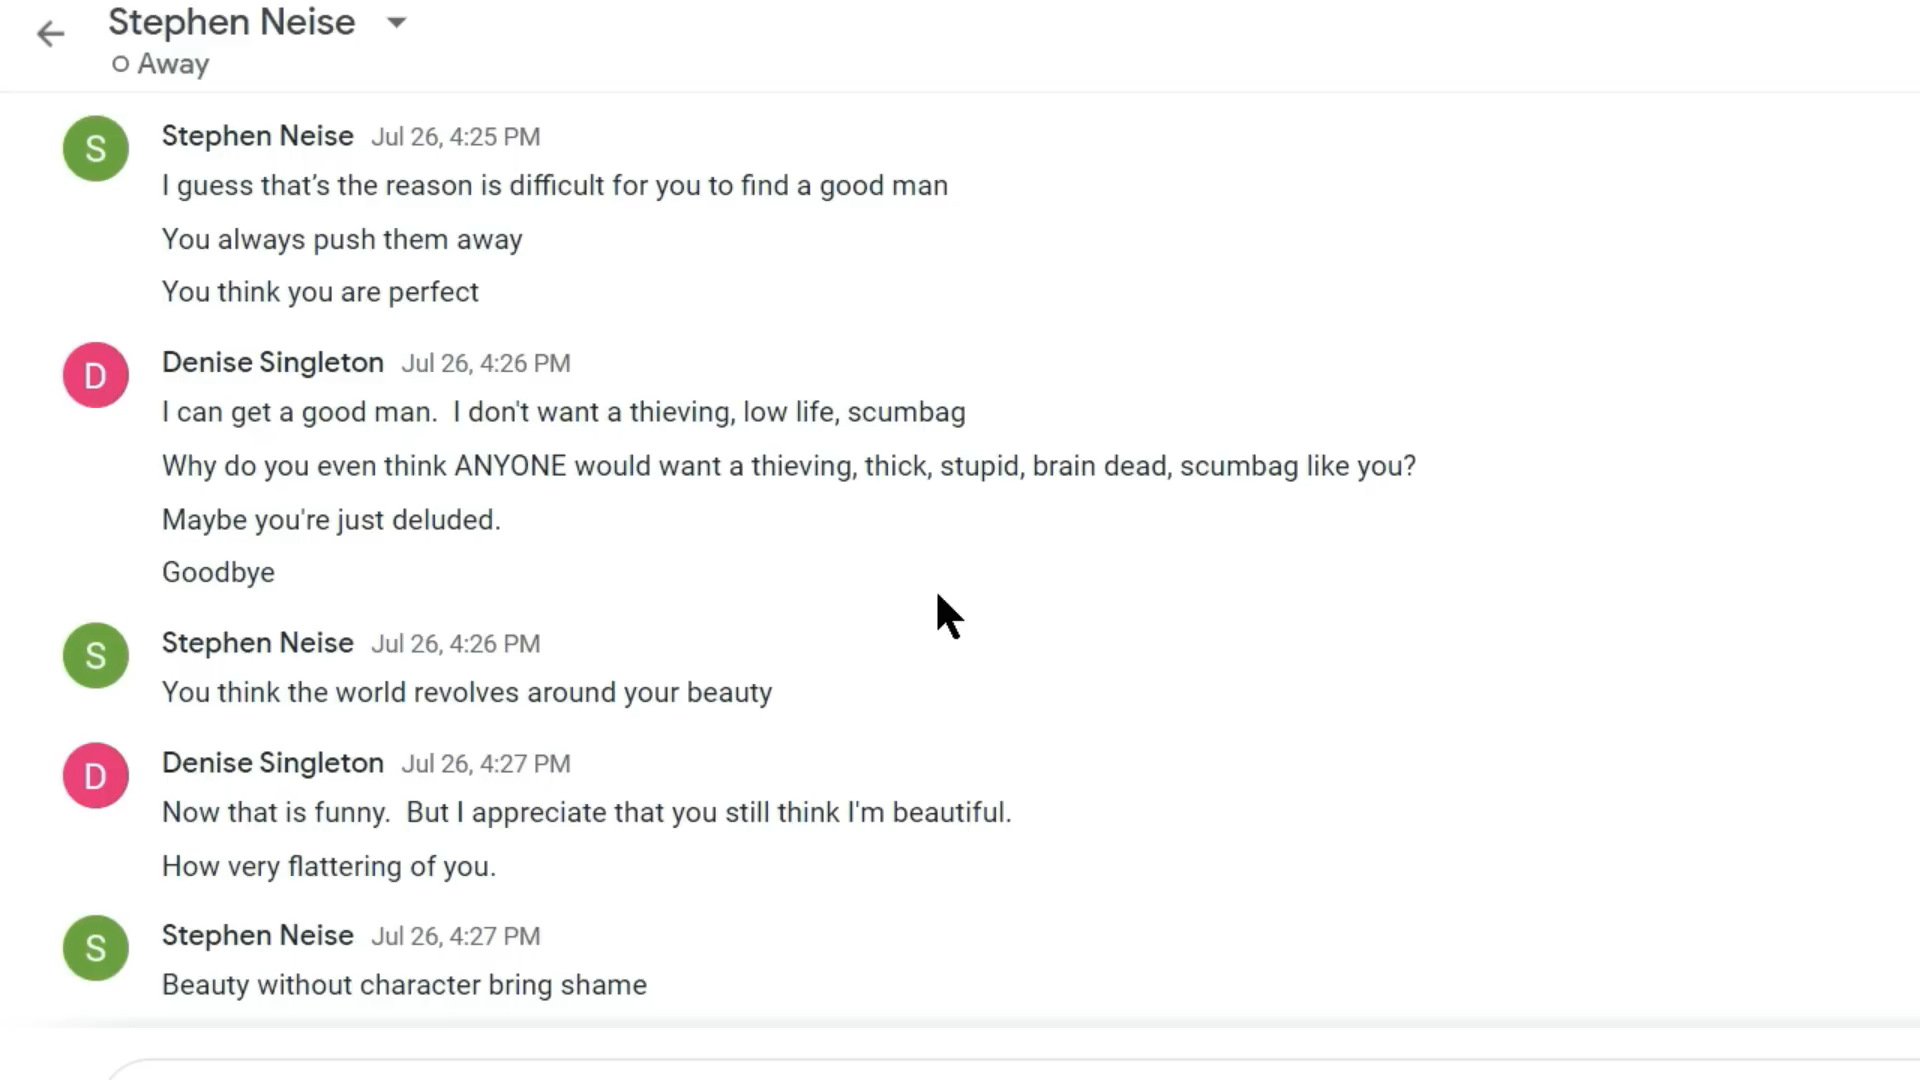 Stephen Neise
Away
S
Stephen Neise Jul 26, 4:25 PM
I guess that’s the reason is difficult for you to find a good man
You always push them away
You think you are perfect
D
Denise Singleton Jul 26, 4:26 PM
I can get a good man.  I don't want a thieving, low life, scumbag
Why do you even think ANYONE would want a thieving, thick, stupid, brain dead, scumbag like you?
Maybe you're just deluded.
Goodbye
S
Stephen Neise Jul 26, 4:26 PM
You think the world revolves around your beauty
D
Denise Singleton Jul 26, 4:27 PM
Now that is funny.  But I appreciate that you still think I'm beautiful.
How very flattering of you.
S
Stephen Neise Jul 26, 4:27 PM
Beauty without character bring shame